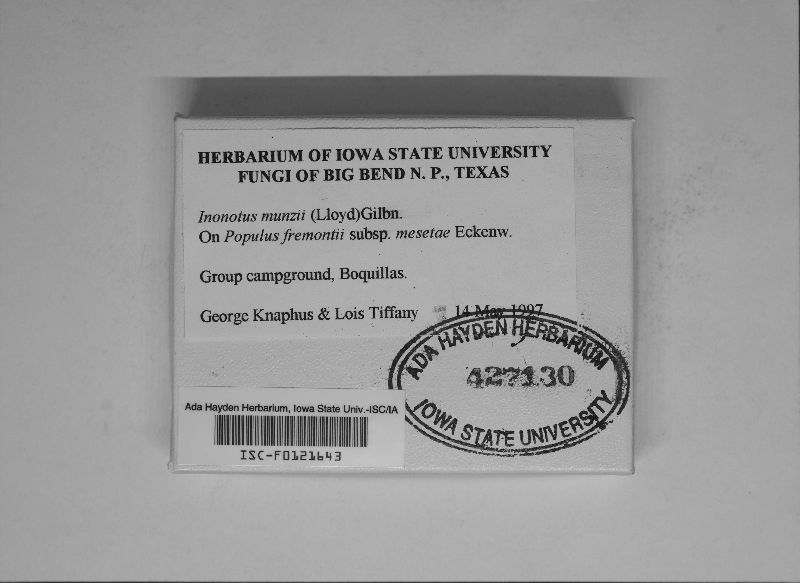 HERBARIUM OF IOWA STATE UNIVERSITY
FUNGI OF BIG BEND N. P., TEXAS
Inonotus munzii (Lloyd)Gilbn.
On Populus fremontii subsp. mesetae Eckenw.
Group campground, Boquillas.
George Knaphus & Lois Tiffany 14 May 1997
ADA HAYDEN HERBARIUM
427130
IOWA STATE UNIVERSITY
Ada Hayden Herbarium, Iowa State Univ.-ISC/IA
ISC-F0121643